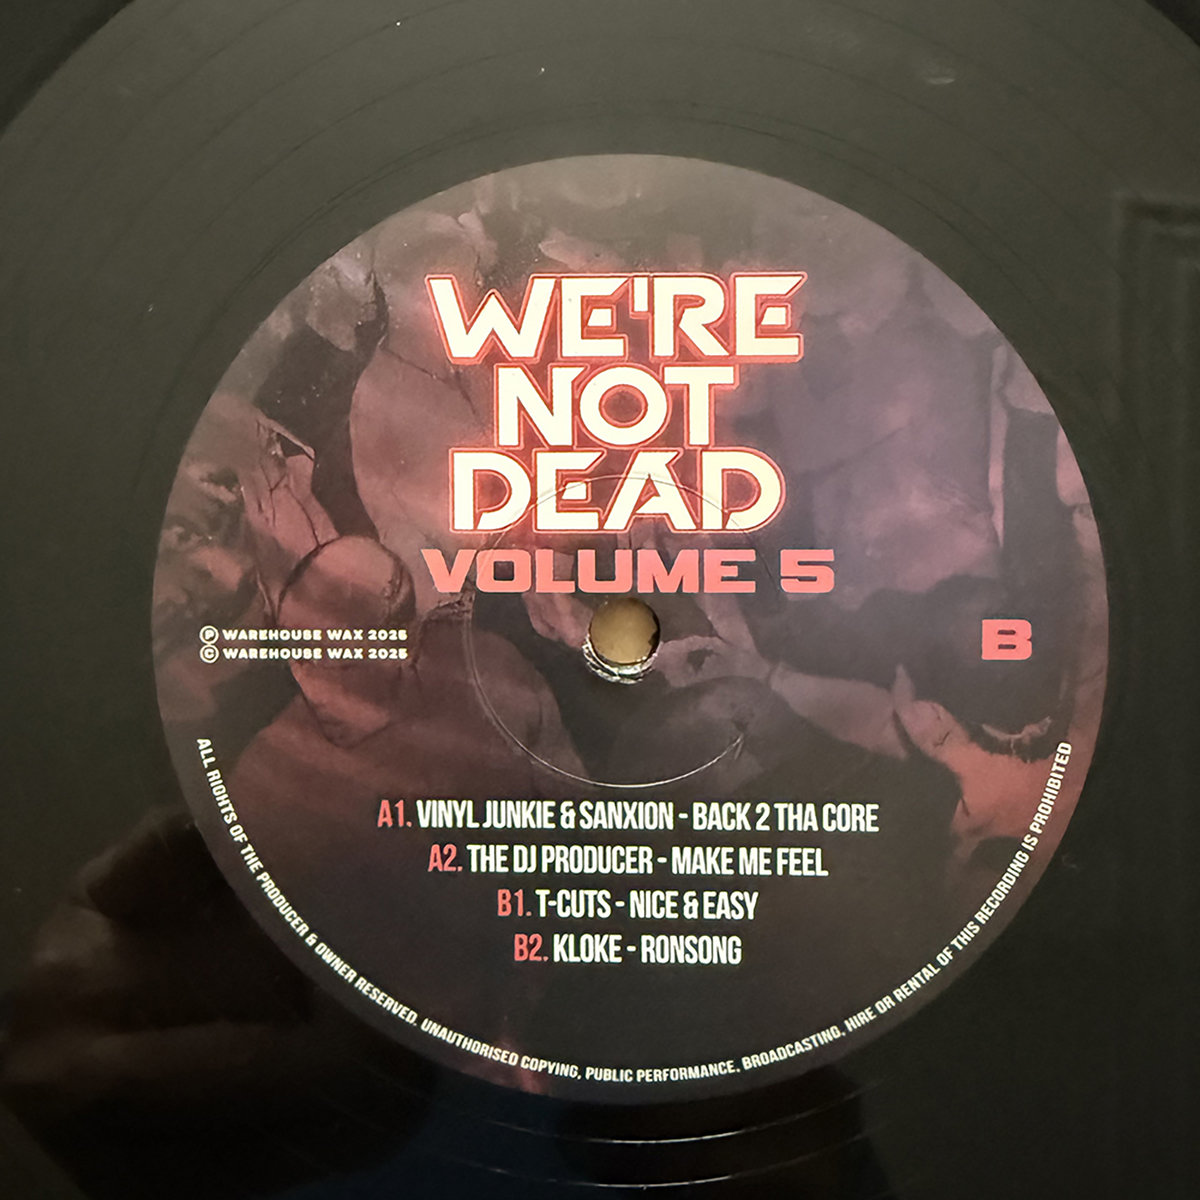 WE'RE
NOT
DEAD
VOLUME 5
Ⓟ WAREHOUSE WAX 2025
© WAREHOUSE WAX 2025
B
A1. VINYL JUNKIE & SANXION - BACK 2 THA CORE
A2. THE DJ PRODUCER - MAKE ME FEEL
B1. T-CUTS - NICE & EASY
B2. KLOKE - RONSONG
ALL RIGHTS OF THE PRODUCER & OWNER RESERVED. UNAUTHORISED COPYING, PUBLIC PERFORMANCE, BROADCASTING, HIRE OR RENTAL OF THIS RECORDING IS PROHIBITED